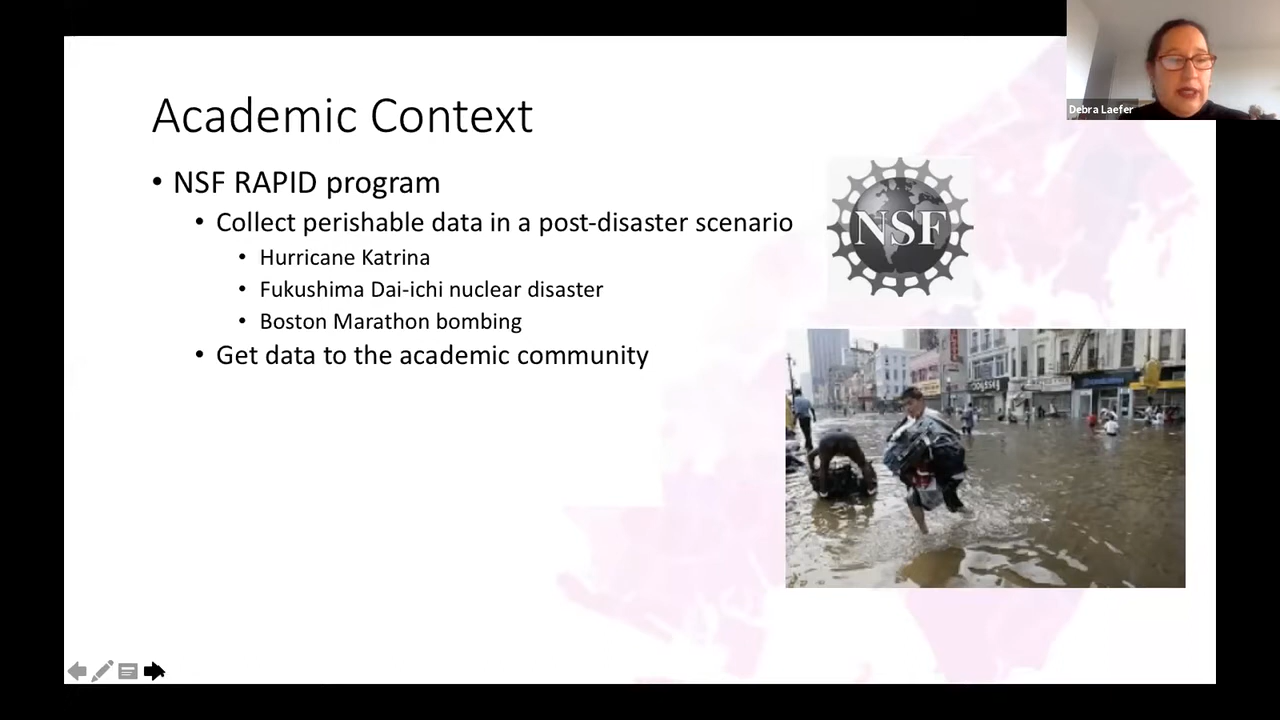 Debra Laefer
Academic Context
• NSF RAPID program
• Collect perishable data in a post-disaster scenario
• Hurricane Katrina
• Fukushima Dai-ichi nuclear disaster
• Boston Marathon bombing
• Get data to the academic community
NSF